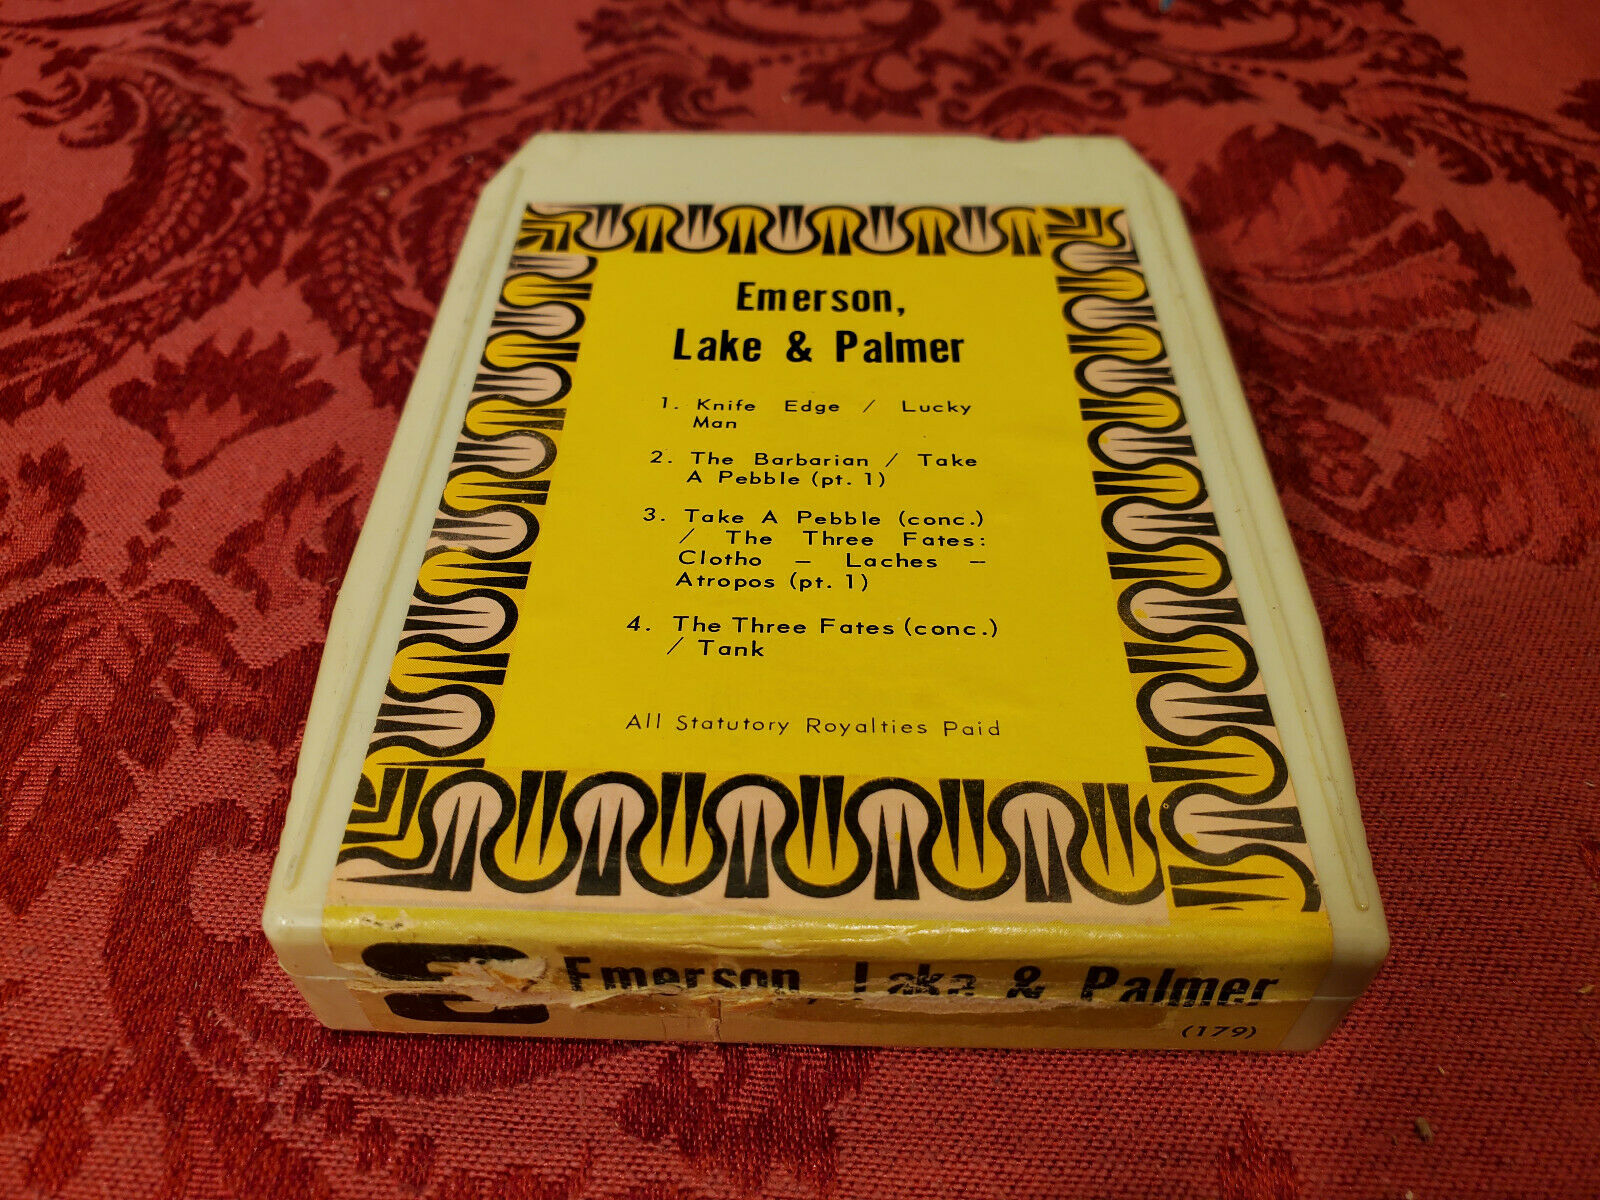 Emerson,
Lake & Palmer
1. Knife Edge / Lucky
Man
2. The Barbarian / Take
A Pebble (pt. 1)
3. Take A Pebble (conc.)
/ The Three Fates:
Clotho – Laches –
Atropos (pt. 1)
4. The Three Fates (conc.)
/ Tank
All Statutory Royalties Paid
Emerson, Lake & Palmer
(179)